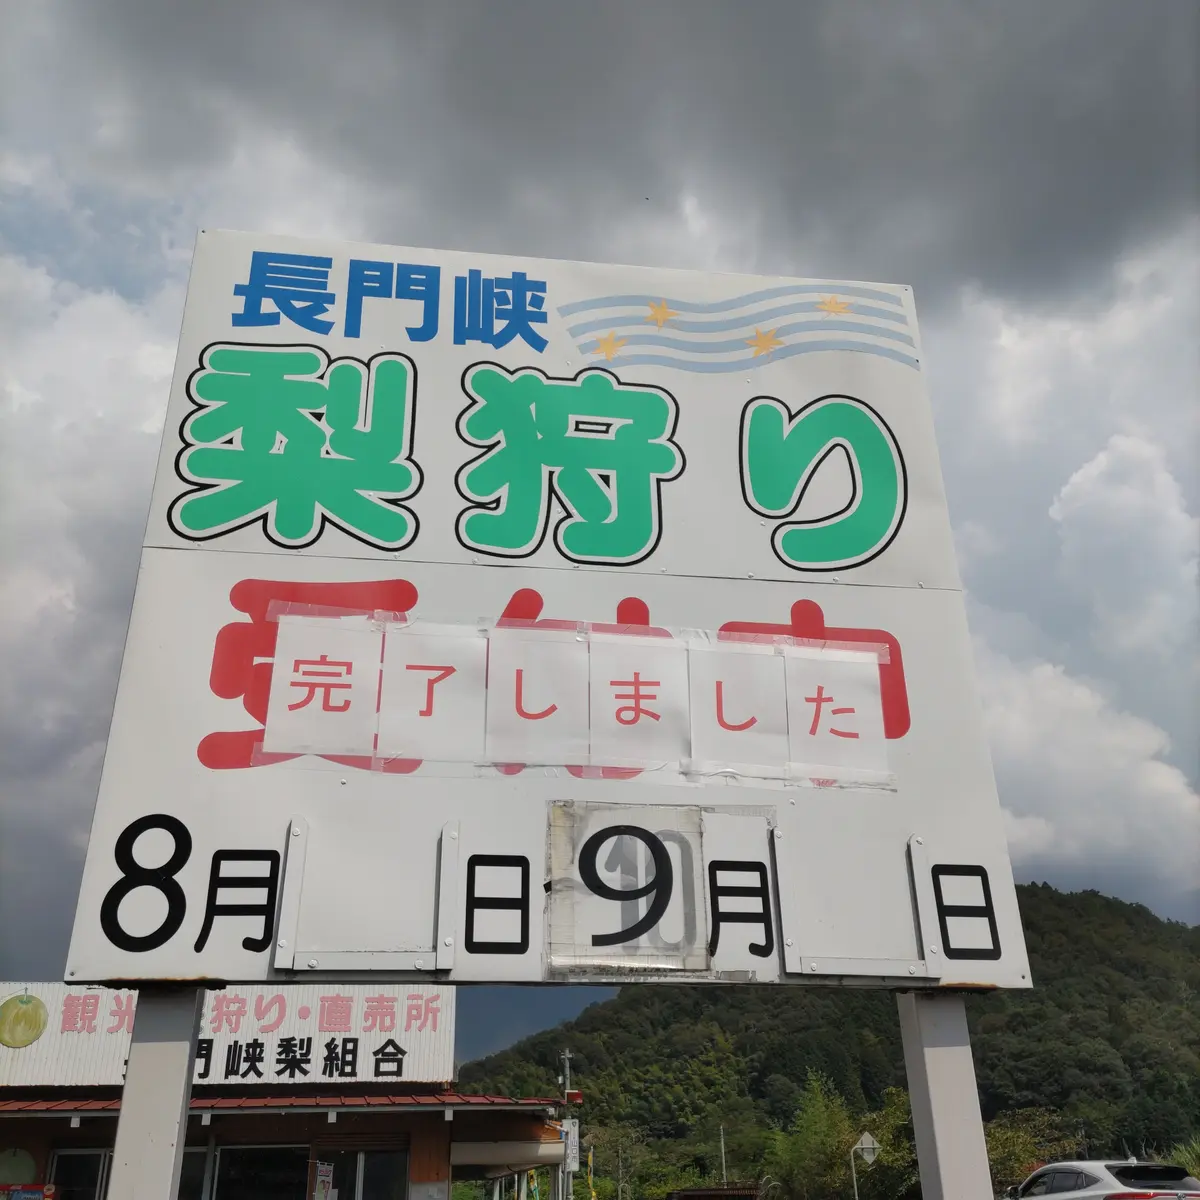 長門峡
梨狩り
完了しました
8月 日 9月 日
観光 狩り・直売所
門峡梨組合